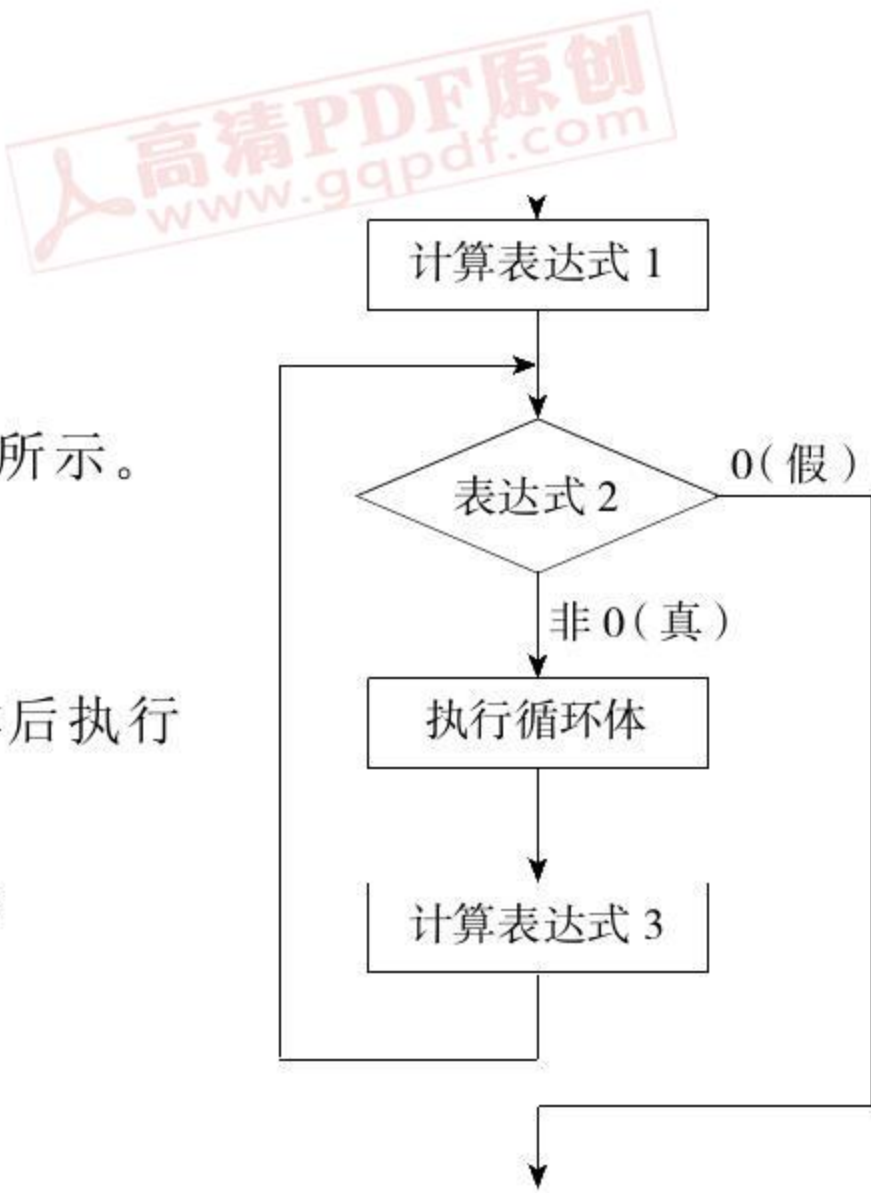 高清PDF原创
www.gqpdf.com
计算表达式 1
所示。
0(假)
表达式 2
非 0(真)
后执行
执行循环体
计算表达式 3